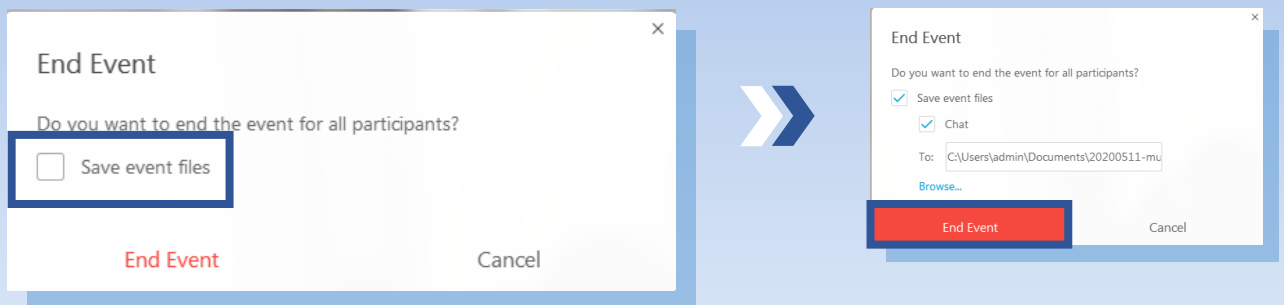 End Event
Do you want to end the event for all participants?
Save event files
End Event
Cancel
End Event
Do you want to end the event for all participants?
Save event files
Chat
To:
C:\Users\admin\Documents\20200511-mu
Browse...
End Event
Cancel